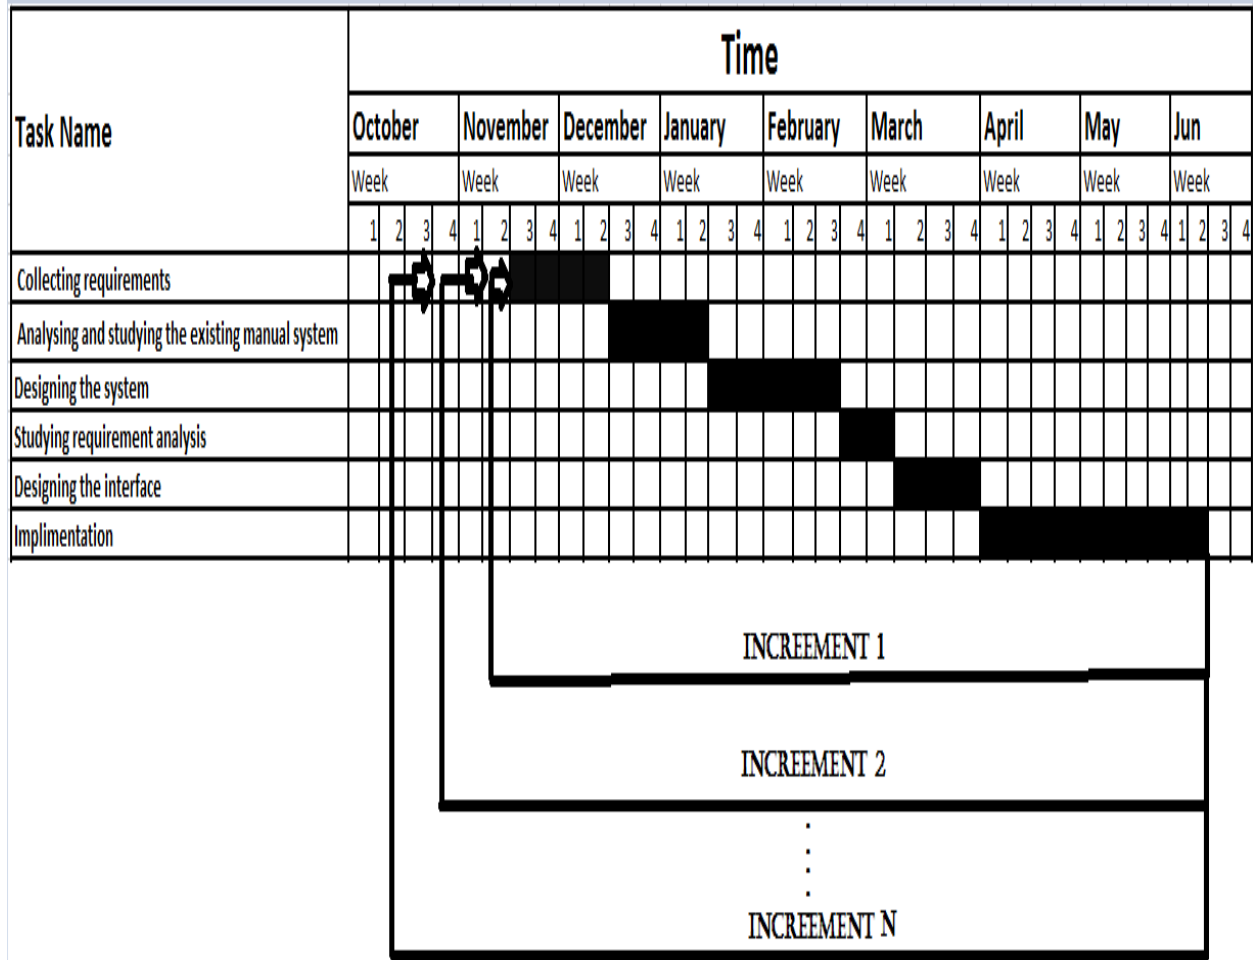 Time
Task Name
October November December January February March April May Jun
Week Week Week Week Week Week Week Week Week
1 2 3 4 1 2 3 4 1 2 3 4 1 2 3 4 1 2 3 4 1 2 3 4 1 2 3 4 1 2 3 4 1 2 3 4
Collecting requirements
Analysing and studying the existing manual system
Designing the system
Studying requirement analysis
Designing the interface
Implimentation
INCREEMENT 1
INCREEMENT 2
INCREEMENT N